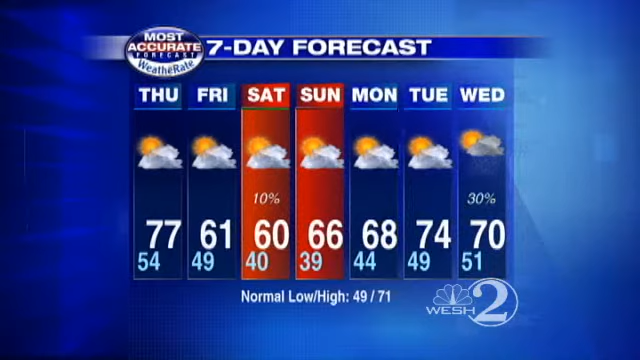 MOST
ACCURATE
FORECAST
WeatheRate
7-DAY FORECAST
THU FRI SAT SUN MON TUE WED
10% 30%
77 61 60 66 68 74 70
54 49 40 39 44 49 51
Normal Low/High: 49 / 71
WESH 2